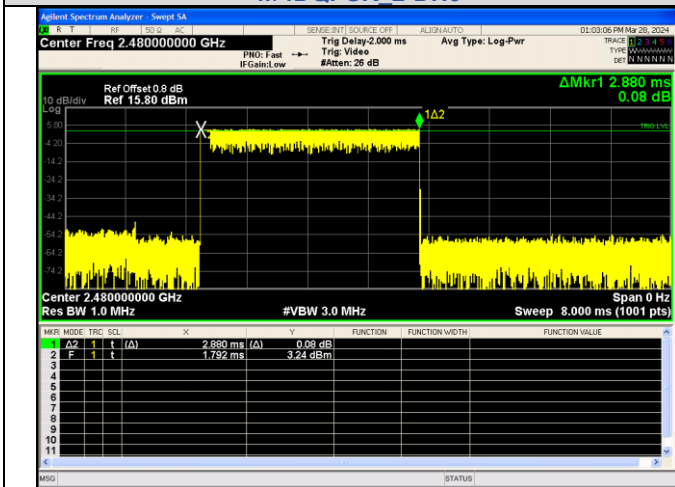 Agilent Spectrum Analyzer - Swept SA
R T RF 50 Ω AC SENSE:INT SOURCE OFF ALIGN AUTO 01:03:06 PM Mar 28, 2024
Center Freq 2.480000000 GHz
PNO: Fast
IFGain:Low
Trig Delay-2.000 ms
Trig: Video
#Atten: 26 dB
Avg Type: Log-Pwr
TRACE 1 2 3 4 5 6
TYPE W
DET N N N N N N
ΔMkr1 2.880 ms
0.08 dB
Ref Offset 0.8 dB
10 dB/div Ref 15.80 dBm
Log
5.80
-4.20
-14.2
-24.2
-34.2
-44.2
-54.2
-64.2
-74.2
X
1Δ2
TRIG LVL
Center 2.480000000 GHz Span 0 Hz
Res BW 1.0 MHz #VBW 3.0 MHz Sweep 8.000 ms (1001 pts)
MKR MODE TRC SCL X Y FUNCTION FUNCTION WIDTH FUNCTION VALUE
1 Δ2 1 t (Δ) 2.880 ms (Δ) 0.08 dB
2 F 1 t 1.792 ms 3.24 dBm
3
4
5
6
7
8
9
10
11
MSG STATUS